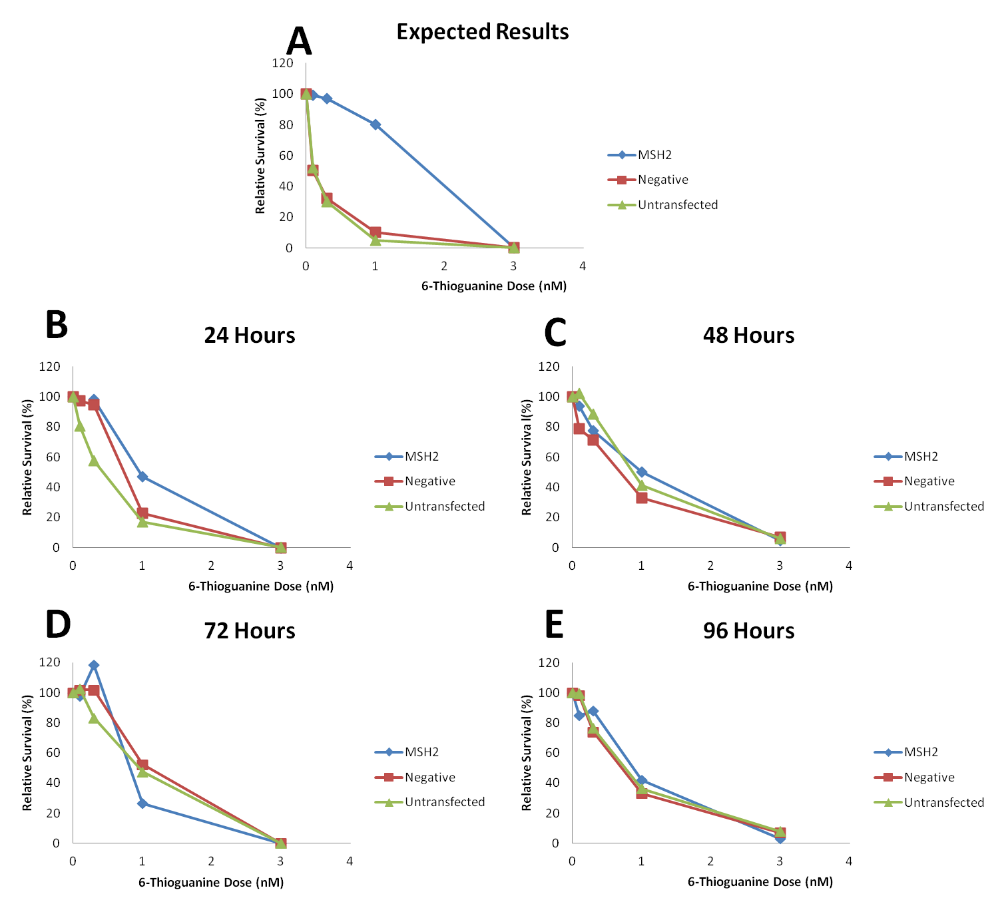 A
Expected Results
120
100
80
60
40
20
0
Relative Survival (%)
0 1 2 3 4
6-Thioguanine Dose (nM)
MSH2
Negative
Untransfected
B
24 Hours
120
100
80
60
40
20
0
Relative Survival (%)
0 1 2 3 4
6-Thioguanine Dose (nM)
MSH2
Negative
Untransfected
C
48 Hours
120
100
80
60
40
20
0
Relative Surviva l(%)
0 1 2 3 4
6-Thioguanine Dose (nM)
MSH2
Negative
Untransfected
D
72 Hours
120
100
80
60
40
20
0
Relative Survival (%)
0 1 2 3 4
6-Thioguanine Dose (nM)
MSH2
Negative
Untransfected
E
96 Hours
120
100
80
60
40
20
0
Relative Survival (%)
0 1 2 3 4
6-Thioguanine Dose (nM)
MSH2
Negative
Untransfected